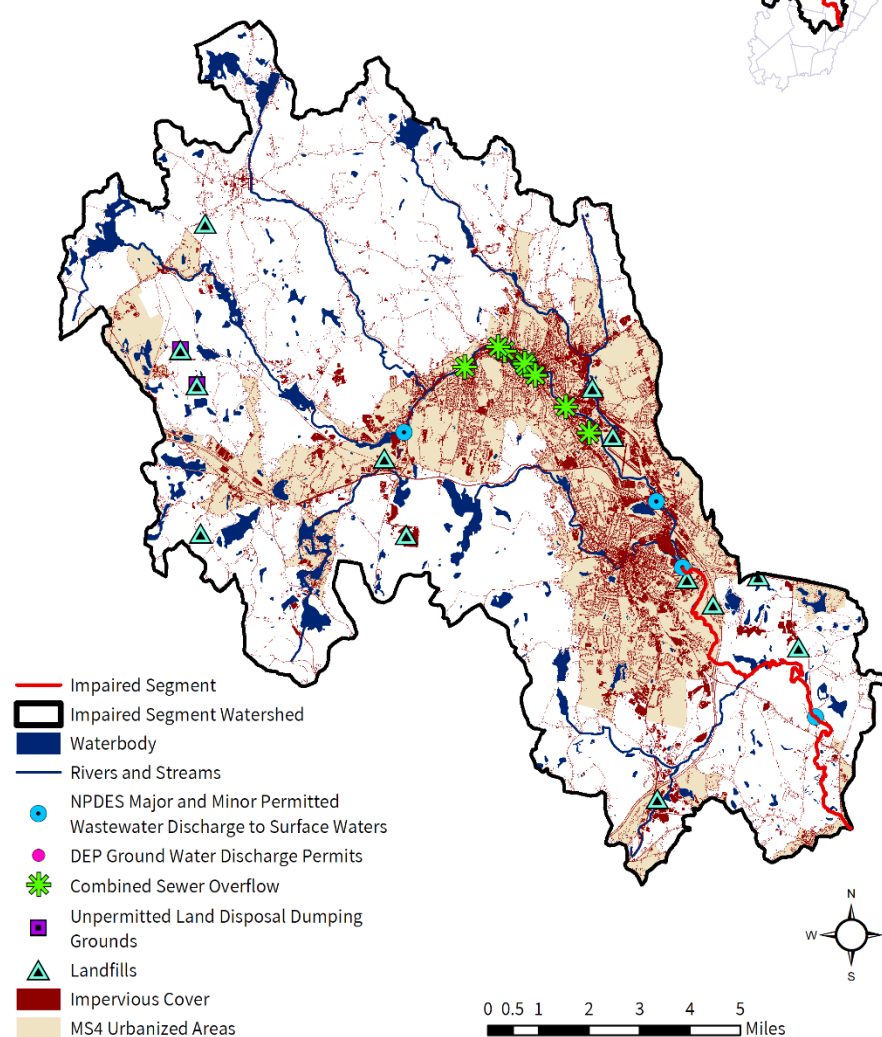 Impaired Segment
Impaired Segment Watershed
Waterbody
Rivers and Streams
NPDES Major and Minor Permitted
Wastewater Discharge to Surface Waters
DEP Ground Water Discharge Permits
Combined Sewer Overflow
Unpermitted Land Disposal Dumping
Grounds
Landfills
Impervious Cover
MS4 Urbanized Areas
N
W E
S
0 0.5 1 2 3 4 5
Miles